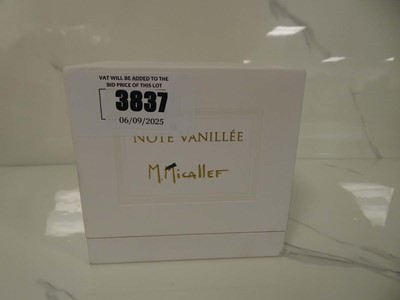 VAT WILL BE ADDED TO THE
BID PRICE OF THIS LOT
3837
06/09/2025
NOTE VANILLÉE
M.Micallef